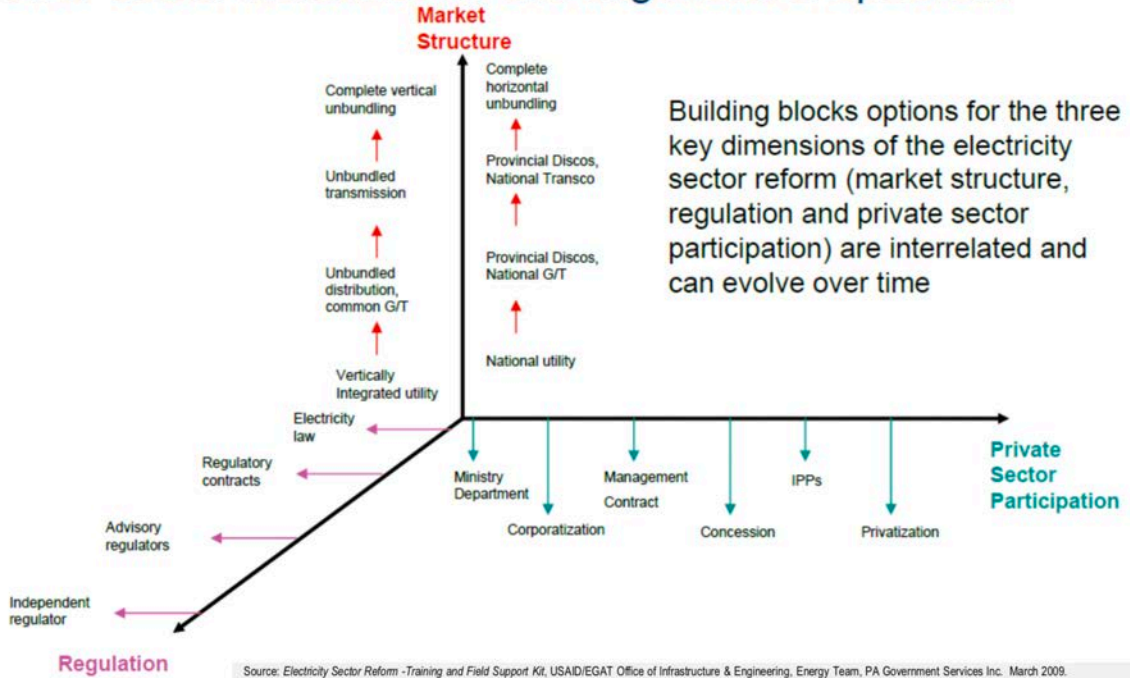 Market
Structure
Complete vertical
unbundling
Unbundled
transmission
Unbundled
distribution,
common G/T
Vertically
Integrated utility
Complete
horizontal
unbundling
Provincial Discos,
National Transco
Provincial Discos,
National G/T
National utility
Building blocks options for the three
key dimensions of the electricity
sector reform (market structure,
regulation and private sector
participation) are interrelated and
can evolve over time
Electricity
law
Regulatory
contracts
Advisory
regulators
Independent
regulator
Regulation
Ministry
Department
Corporatization
Management
Contract
Concession
IPPs
Privatization
Private
Sector
Participation
Source: Electricity Sector Reform -Training and Field Support Kit, USAID/EGAT Office of Infrastructure & Engineering, Energy Team, PA Government Services Inc. March 2009.